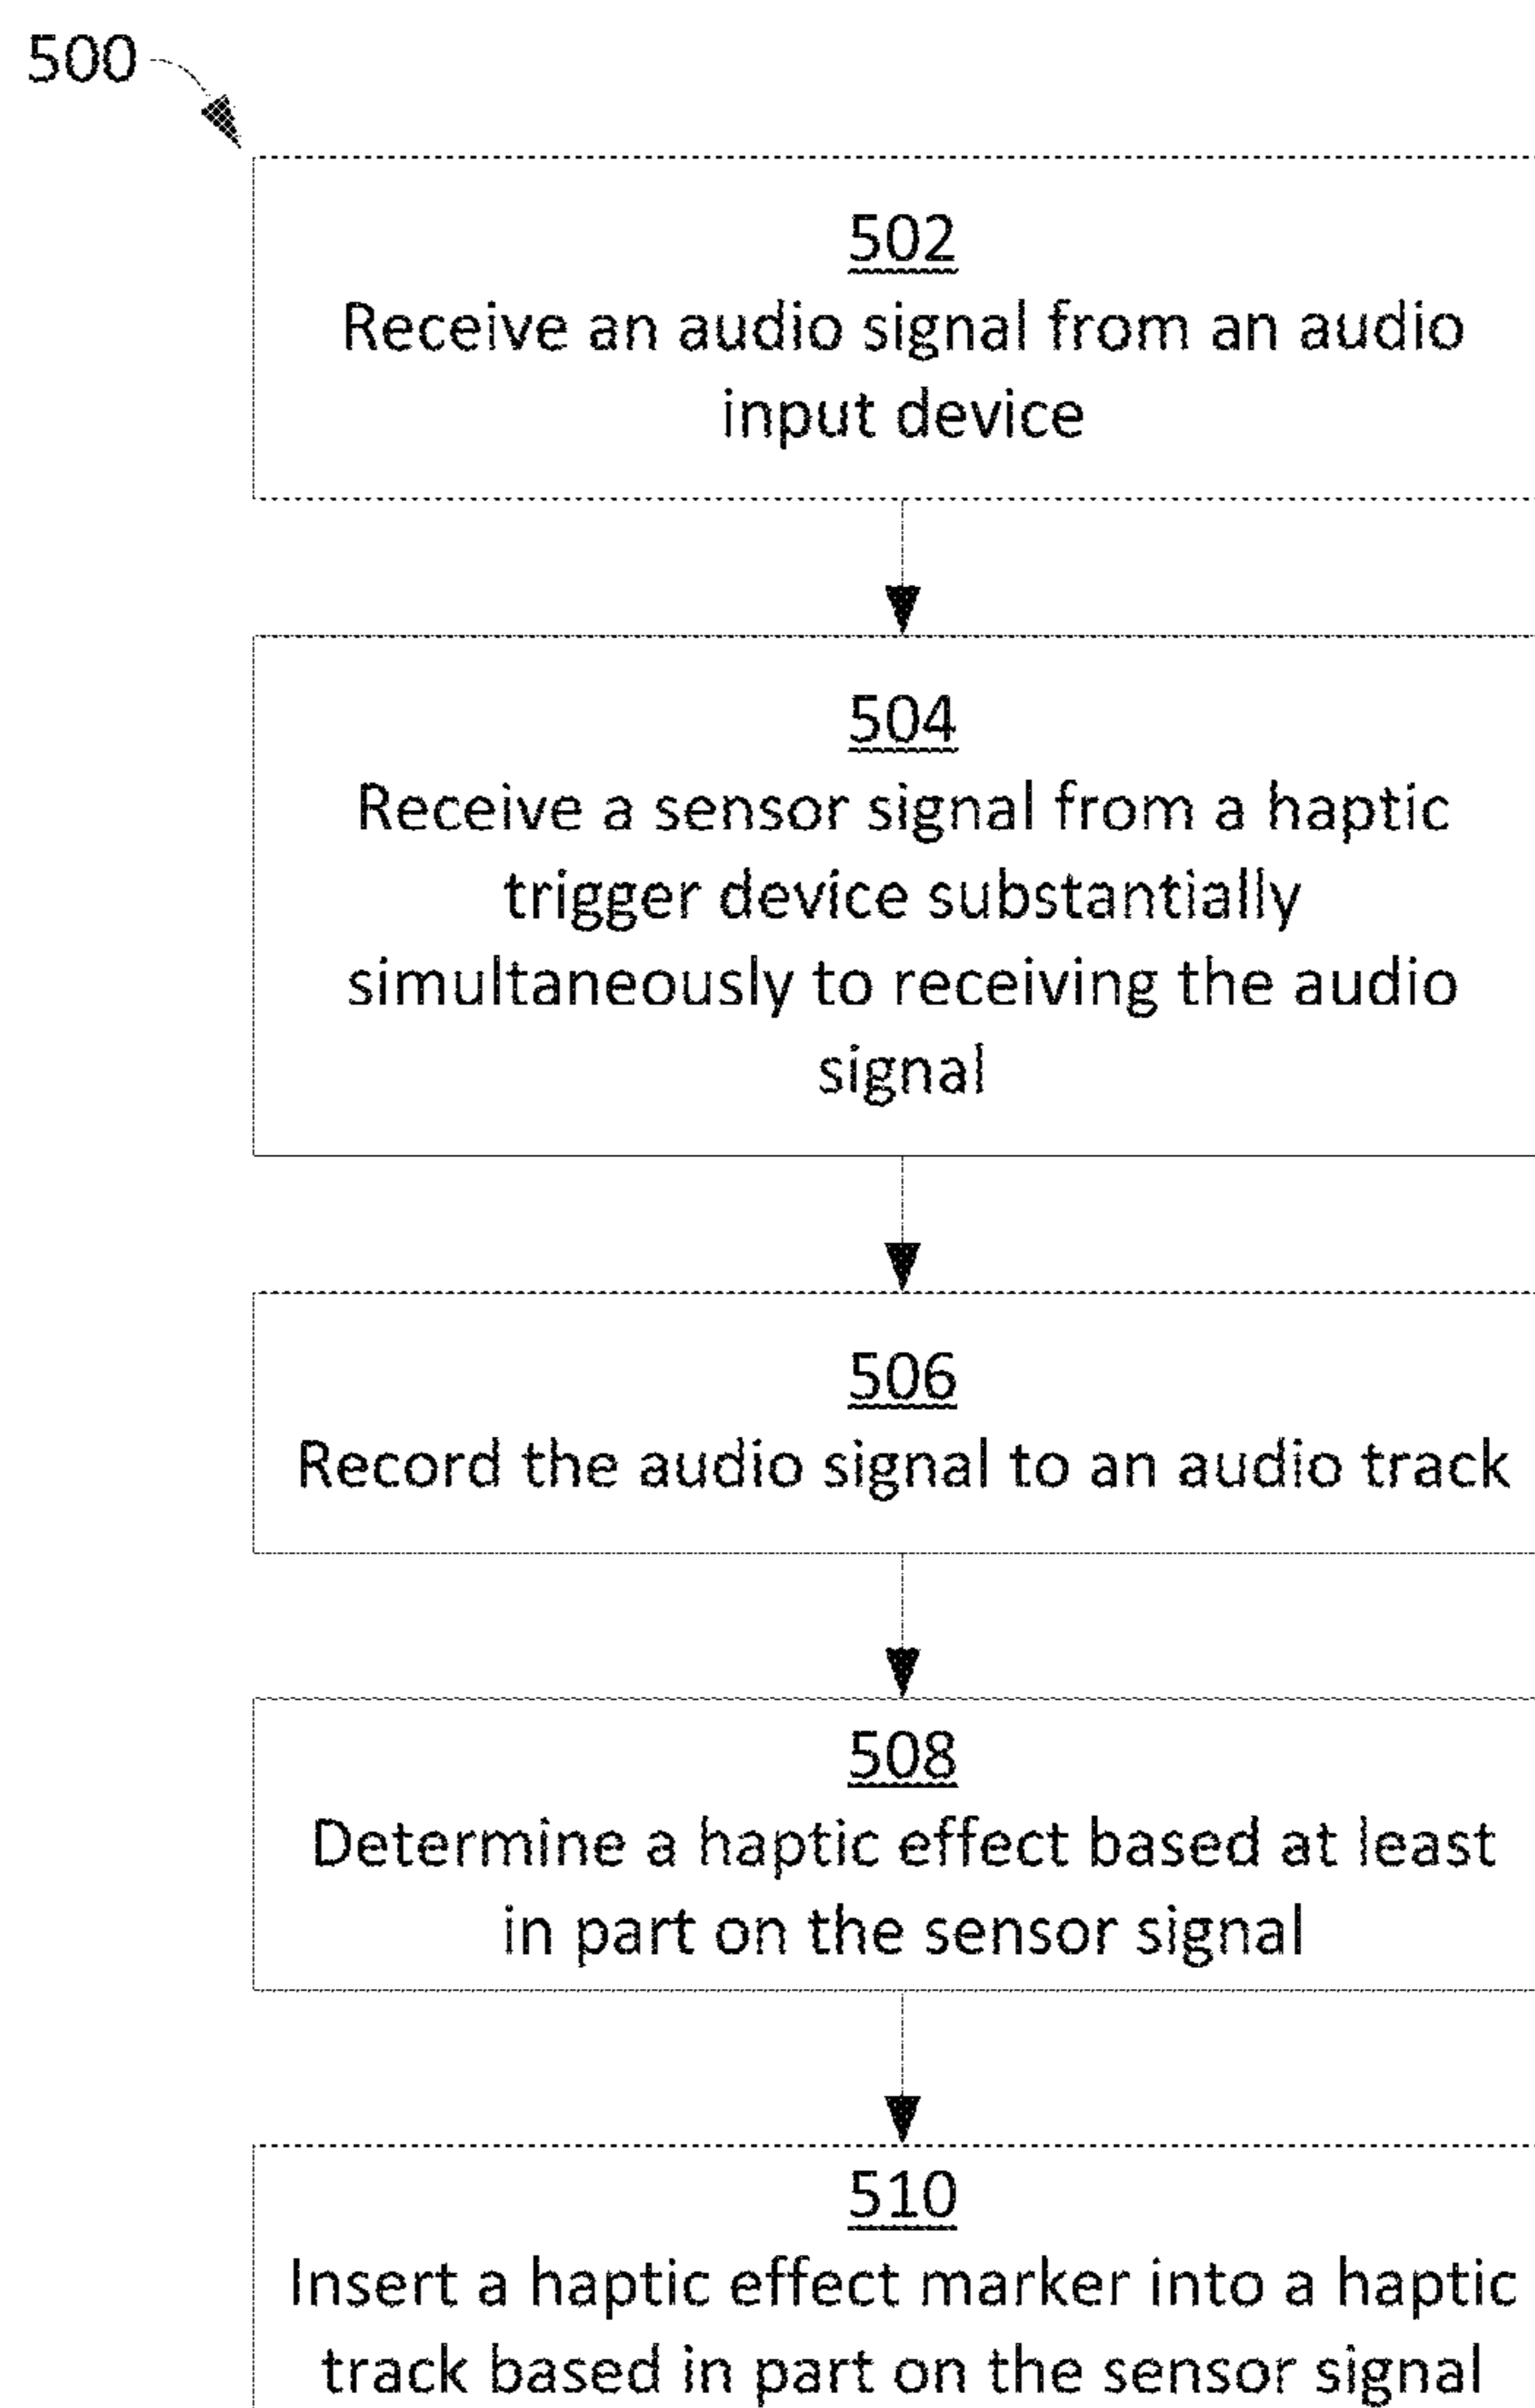 500
502
Receive an audio signal from an audio
input device
504
Receive a sensor signal from a haptic
trigger device substantially
simultaneously to receiving the audio
signal
506
Record the audio signal to an audio track
508
Determine a haptic effect based at least
in part on the sensor signal
510
Insert a haptic effect marker into a haptic
track based in part on the sensor signal